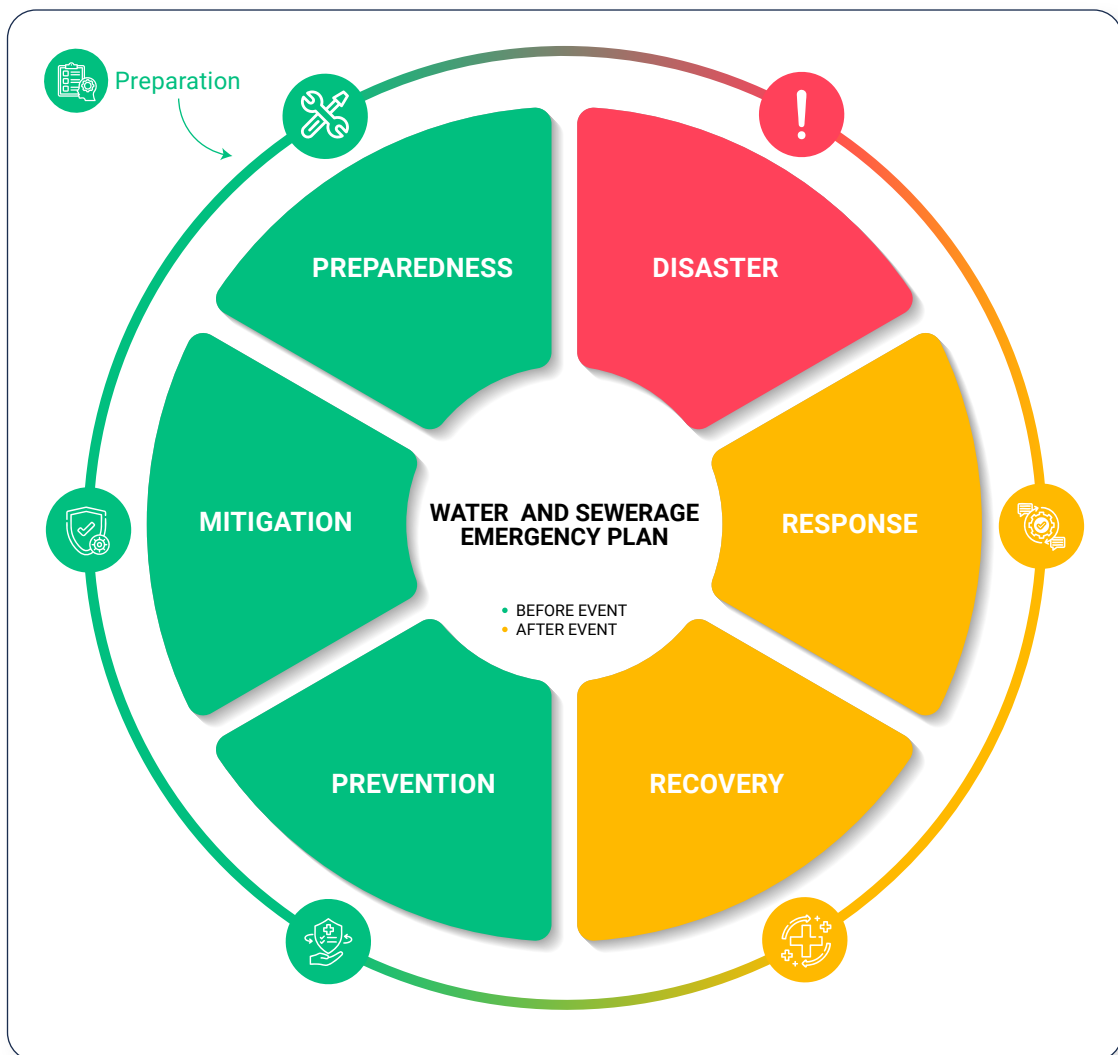 Preparation
PREPAREDNESS
DISASTER
MITIGATION
WATER AND SEWERAGE
EMERGENCY PLAN
RESPONSE
BEFORE EVENT
AFTER EVENT
PREVENTION
RECOVERY